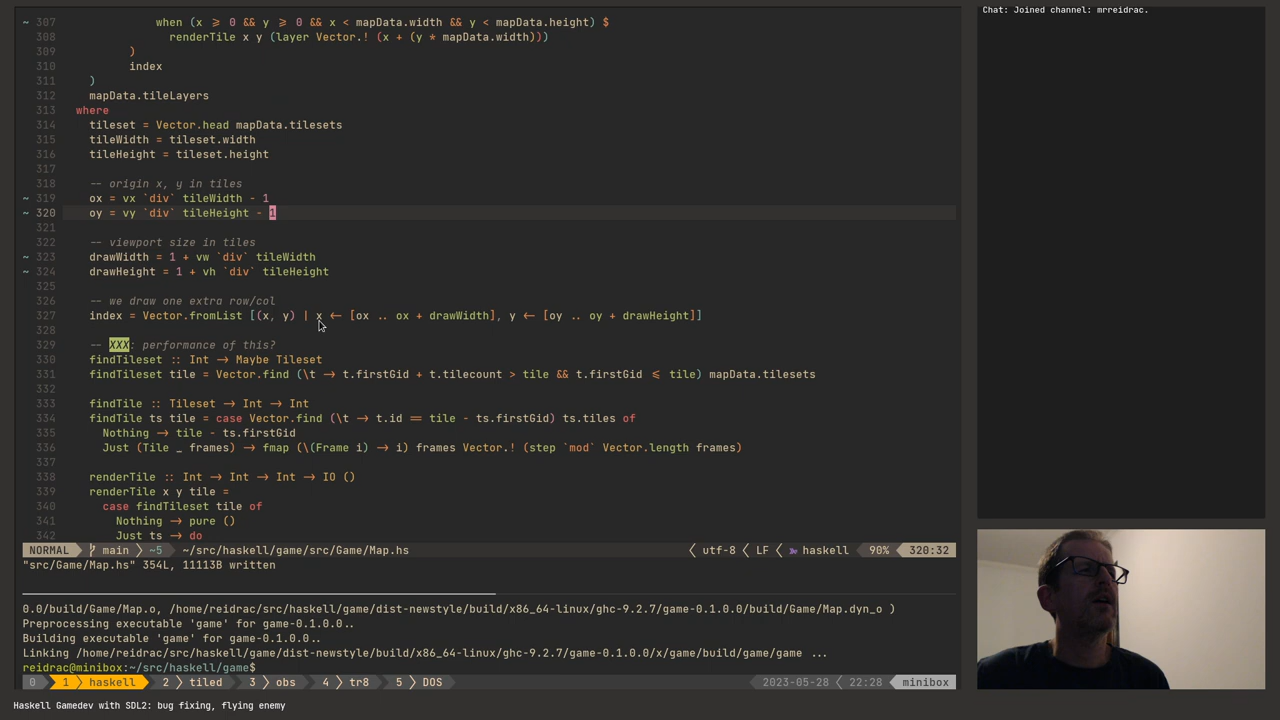 ~ 307 when (x ⩾ 0 && y ⩾ 0 && x < mapData.width && y < mapData.height) $
308 renderTile x y (layer Vector.! (x + (y * mapData.width)))
309 )
310 index
311 )
312 mapData.tileLayers
313 where
314 tileset = Vector.head mapData.tilesets
315 tileWidth = tileset.width
316 tileHeight = tileset.height
317
318 -- origin x, y in tiles
~ 319 ox = vx `div` tileWidth - 1
~ 320 oy = vy `div` tileHeight - 1
321
322 -- viewport size in tiles
~ 323 drawWidth = 1 + vw `div` tileWidth
~ 324 drawHeight = 1 + vh `div` tileHeight
325
326 -- we draw one extra row/col
327 index = Vector.fromList [(x, y) | x <- [ox .. ox + drawWidth], y <- [oy .. oy + drawHeight]]
328
329 -- XXX: performance of this?
330 findTileset :: Int -> Maybe Tileset
331 findTileset tile = Vector.find (\t -> t.firstGid + t.tilecount > tile && t.firstGid ⩽ tile) mapData.tilesets
332
333 findTile :: Tileset -> Int -> Int
334 findTile ts tile = case Vector.find (\t -> t.id == tile - ts.firstGid) ts.tiles of
335 Nothing -> tile - ts.firstGid
336 Just (Tile _ frames) -> fmap (\(Frame i) -> i) frames Vector.! (step `mod` Vector.length frames)
337
338 renderTile :: Int -> Int -> Int -> IO ()
339 renderTile x y tile =
340 case findTileset tile of
341 Nothing -> pure ()
342 Just ts -> do
NORMAL main ~5 ~/src/haskell/game/src/Game/Map.hs utf-8 LF haskell 90% 320:32
"src/Game/Map.hs" 354L, 11113B written
0.0/build/Game/Map.o, /home/reidrac/src/haskell/game/dist-newstyle/build/x86_64-linux/ghc-9.2.7/game-0.1.0.0/build/Game/Map.dyn_o )
Preprocessing executable 'game' for game-0.1.0.0..
Building executable 'game' for game-0.1.0.0..
Linking /home/reidrac/src/haskell/game/dist-newstyle/build/x86_64-linux/ghc-9.2.7/game-0.1.0.0/x/game/build/game/game ...
reidrac@minibox:~/src/haskell/game$
0 1 haskell 2 tiled 3 obs 4 tr8 5 DOS 2023-05-28 22:28 minibox
Haskell Gamedev with SDL2: bug fixing, flying enemy
Chat: Joined channel: mrreidrac.